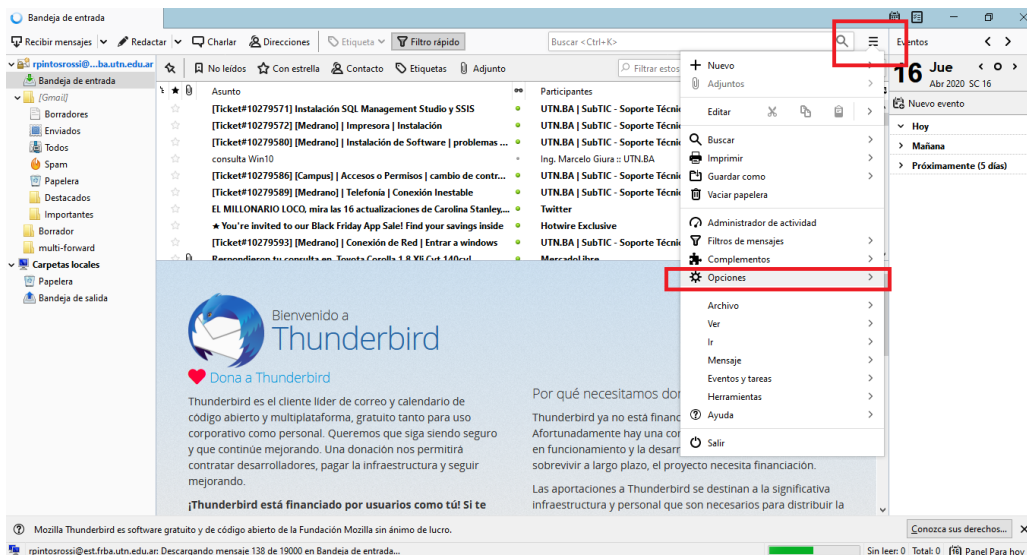 Bandeja de entrada
Recibir mensajes Redactar Charlar Direcciones Etiqueta Filtro rápido Buscar <Ctrl+K> Eventos
rpintosrossi@...ba.utn.edu.ar
No leídos Con estrella Contacto Etiquetas Adjunto Filtrar estos
Bandeja de entrada
[Gmail]
Borradores
Enviados
Todos
Spam
Papelera
Destacados
Importantes
Borrador
multi-forward
Carpetas locales
Papelera
Bandeja de salida
Asunto Participantes
[Ticket#10279571] Instalación SQL Management Studio y SSIS UTN.BA | SubTIC - Soporte Técni
[Ticket#10279572] [Medrano] | Impresora | Instalación UTN.BA | SubTIC - Soporte Técni
[Ticket#10279580] [Medrano] | Instalación de Software | problemas ... UTN.BA | SubTIC - Soporte Técni
consulta Win10 Ing. Marcelo Giura :: UTN.BA
[Ticket#10279586] [Campus] | Accesos o Permisos | cambio de contr... UTN.BA | SubTIC - Soporte Técni
[Ticket#10279589] [Medrano] | Telefonía | Conexión Inestable UTN.BA | SubTIC - Soporte Técni
EL MILLONARIO LOCO, mira las 16 actualizaciones de Carolina Stanley,... Twitter
★ You're invited to our Black Friday App Sale! Find your savings inside Hotwire Exclusive
[Ticket#10279593] [Medrano] | Conexión de Red | Entrar a windows UTN.BA | SubTIC - Soporte Técni
Respondieron tu consulta en Toyota Corolla 1.8 Xli Cvt 140cv! MercadoLibre
Nuevo
Adjuntos
Editar
Buscar
Imprimir
Guardar como
Vaciar papelera
Administrador de actividad
Filtros de mensajes
Complementos
Opciones
Archivo
Ver
Ir
Mensaje
Eventos y tareas
Herramientas
Ayuda
Salir
16 Jue
Abr 2020 SC 16
Nuevo evento
Hoy
Mañana
Próximamente (5 días)
Bienvenido a
Thunderbird
Dona a Thunderbird
Thunderbird es el cliente líder de correo y calendario de
código abierto y multiplataforma, gratuito tanto para uso
corporativo como personal. Queremos que siga siendo seguro
y que continúe mejorando. Una donación nos permitirá
contratar desarrolladores, pagar la infraestructura y seguir
mejorando.
¡Thunderbird está financiado por usuarios como tú! Si te
Por qué necesitamos don
Thunderbird ya no está financ
Afortunadamente hay una con
en funcionamiento y la desarr
sobrevivir a largo plazo, el proyecto necesita financiación.
Las aportaciones a Thunderbird se destinan a la significativa
infraestructura y personal que son necesarios para distribuir la
Mozilla Thunderbird es software gratuito y de código abierto de la Fundación Mozilla sin ánimo de lucro. Conozca sus derechos...
rpintosrossi@est.frba.utn.edu.ar: Descargando mensaje 138 de 19000 en Bandeja de entrada... Sin leer: 0 Total: 0 Panel Para hoy